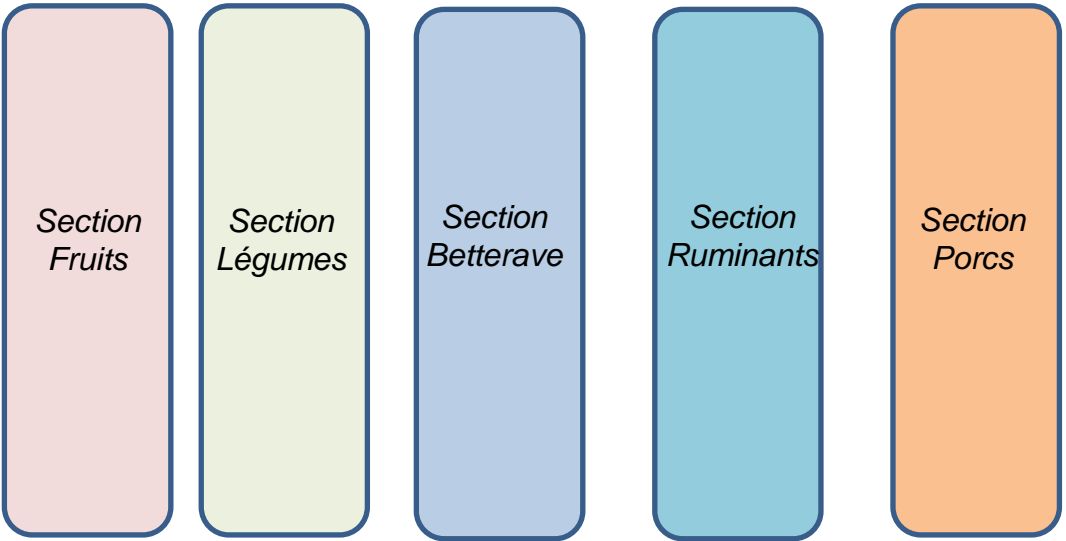 Section
Fruits
Section
Légumes
Section
Betterave
Section
Ruminants
Section
Porcs